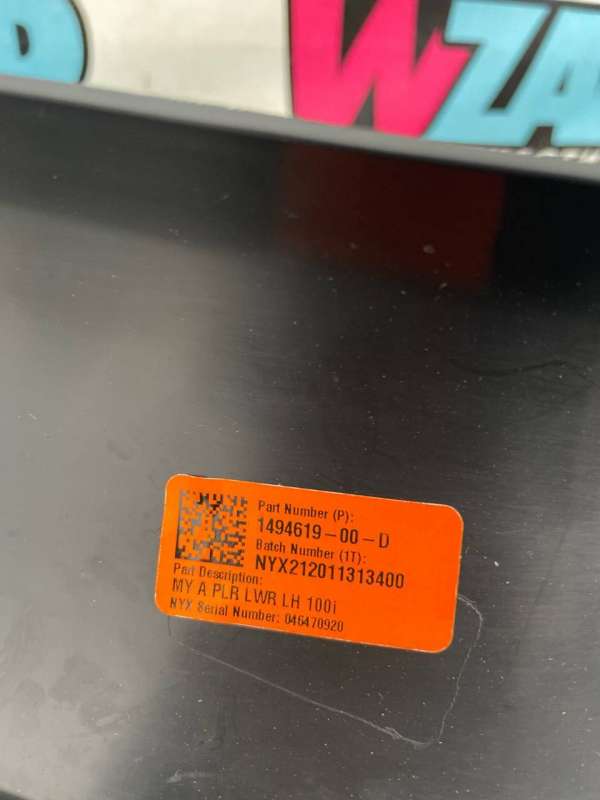 WZA
Part Number (P):
1494619-00-D
Batch Number (1T):
NYX212011313400
Part Description:
MY A PLR LWR LH 100i
NYX Serial Number: 046470920